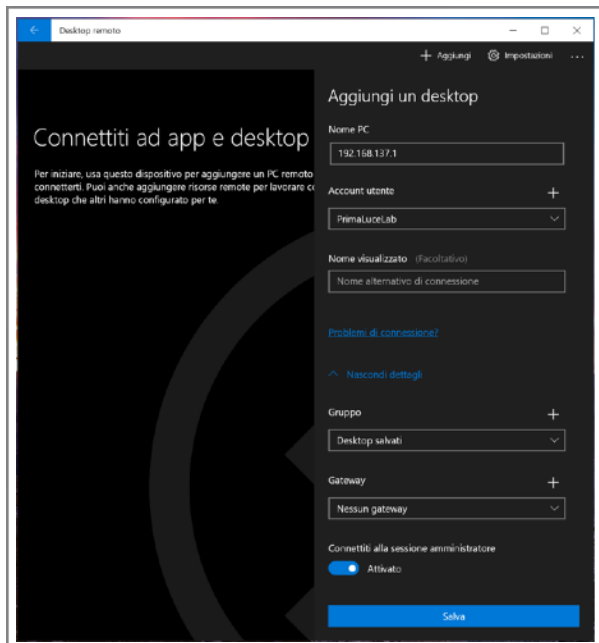 Desktop remoto
Aggiungi
Impostazioni
Connettiti ad app e desktop
Per iniziare, usa questo dispositivo per aggiungere un PC remoto
connetterti. Puoi anche aggiungere risorse remote per lavorare
desktop che altri hanno configurato per te.
Aggiungi un desktop
Nome PC
192.168.137.1
Account utente
PrimaLuceLab
Nome visualizzato (Facoltativo)
Nome alternativo di connessione
Problemi di connessione?
Nascondi dettagli
Gruppo
Desktop salvati
Gateway
Nessun gateway
Connettiti alla sessione amministratore
Attivato
Salva